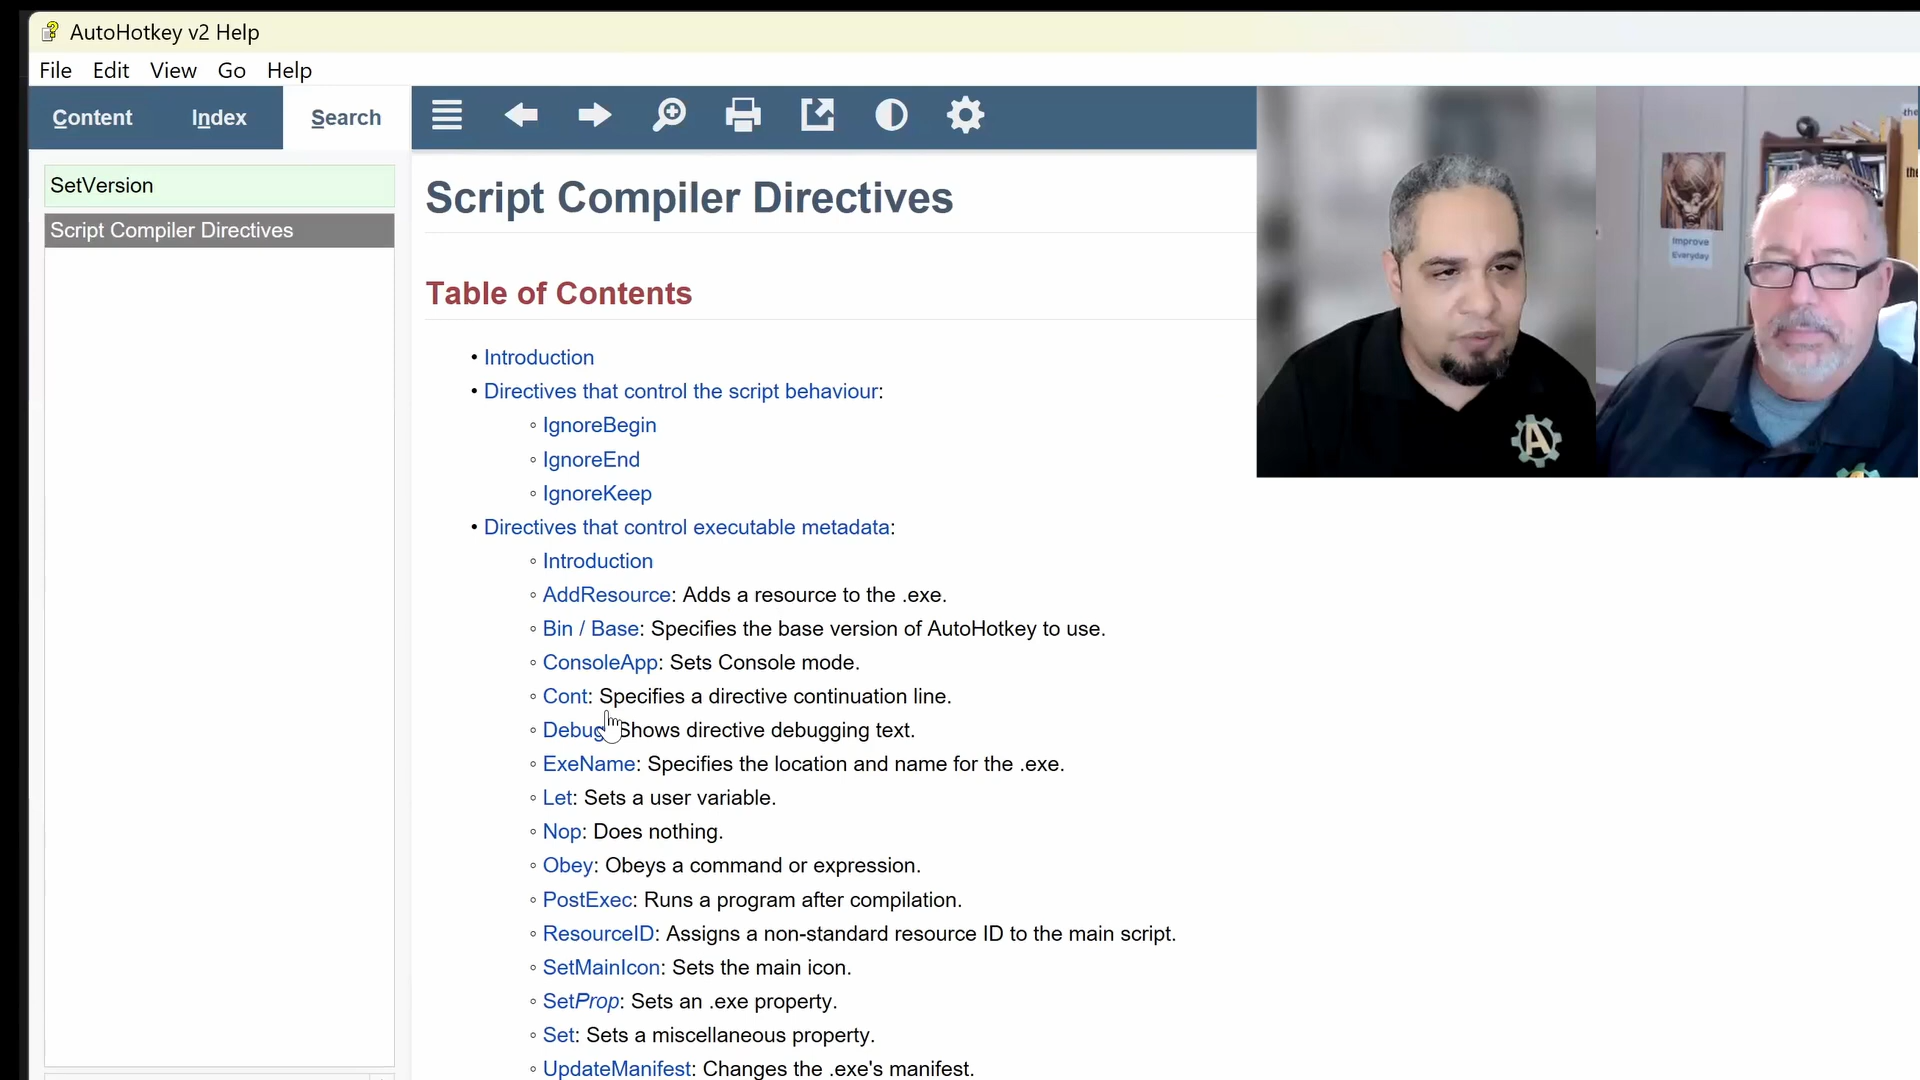 AutoHotkey v2 Help
File Edit View Go Help
Content Index Search
SetVersion
Script Compiler Directives
Script Compiler Directives
Table of Contents
• Introduction
• Directives that control the script behaviour:
◦ IgnoreBegin
◦ IgnoreEnd
◦ IgnoreKeep
• Directives that control executable metadata:
◦ Introduction
◦ AddResource: Adds a resource to the .exe.
◦ Bin / Base: Specifies the base version of AutoHotkey to use.
◦ ConsoleApp: Sets Console mode.
◦ Cont: Specifies a directive continuation line.
◦ Debug: Shows directive debugging text.
◦ ExeName: Specifies the location and name for the .exe.
◦ Let: Sets a user variable.
◦ Nop: Does nothing.
◦ Obey: Obeys a command or expression.
◦ PostExec: Runs a program after compilation.
◦ ResourceID: Assigns a non-standard resource ID to the main script.
◦ SetMainIcon: Sets the main icon.
◦ SetProp: Sets an .exe property.
◦ Set: Sets a miscellaneous property.
◦ UpdateManifest: Changes the .exe's manifest.
Improve
Everyday
the
the
A